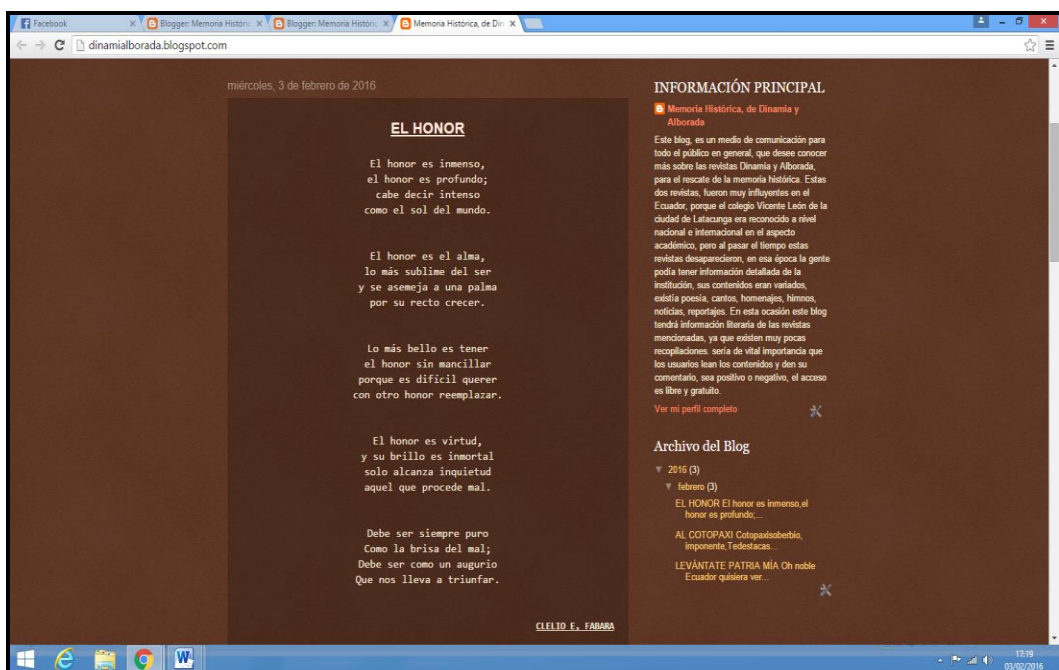 Facebook
Blogger: Memoria Históric
Blogger: Memoria Históric
Memoria Histórica, de Din
dinamialborada.blogspot.com
miércoles, 3 de febrero de 2016
EL HONOR
El honor es inmenso,
el honor es profundo;
cabe decir intenso
como el sol del mundo.
El honor es el alma,
lo más sublime del ser
y se asemeja a una palma
por su recto crecer.
Lo más bello es tener
el honor sin mancillar
porque es difícil querer
con otro honor reemplazar.
El honor es virtud,
y su brillo es inmortal
solo alcanza inquietud
aquel que procede mal.
Debe ser siempre puro
Como la brisa del mal;
Debe ser como un augurio
Que nos lleva a triunfar.
CLELIO E. FABARA
INFORMACIÓN PRINCIPAL
Memoria Histórica, de Dinamia y
Alborada
Este blog, es un medio de comunicación para
todo el público en general, que desee conocer
más sobre las revistas Dinamia y Alborada,
para el rescate de la memoria histórica. Estas
dos revistas, fueron muy influyentes en el
Ecuador, porque el colegio Vicente León de la
ciudad de Latacunga era reconocido a nivel
nacional e internacional en el aspecto
académico, pero al pasar el tiempo estas
revistas desaparecieron, en esa época la gente
podía tener información detallada de la
institución, sus contenidos eran variados,
existía poesía, cantos, homenajes, himnos,
noticias, reportajes. En esta ocasión este blog
tendrá información literaria de las revistas
mencionadas, ya que existen muy pocas
recopilaciones. sería de vital importancia que
los usuarios lean los contenidos y den su
comentario, sea positivo o negativo, el acceso
es libre y gratuito.
Ver mi perfil completo
Archivo del Blog
▼ 2016 (3)
▼ febrero (3)
EL HONOR El honor es inmenso,el
honor es profundo;...
AL COTOPAXI Cotopaxisoberbio,
imponente,Tedestacas...
LEVÁNTATE PATRIA MÍA Oh noble
Ecuador quisiera ver...
17:19
03/02/2016